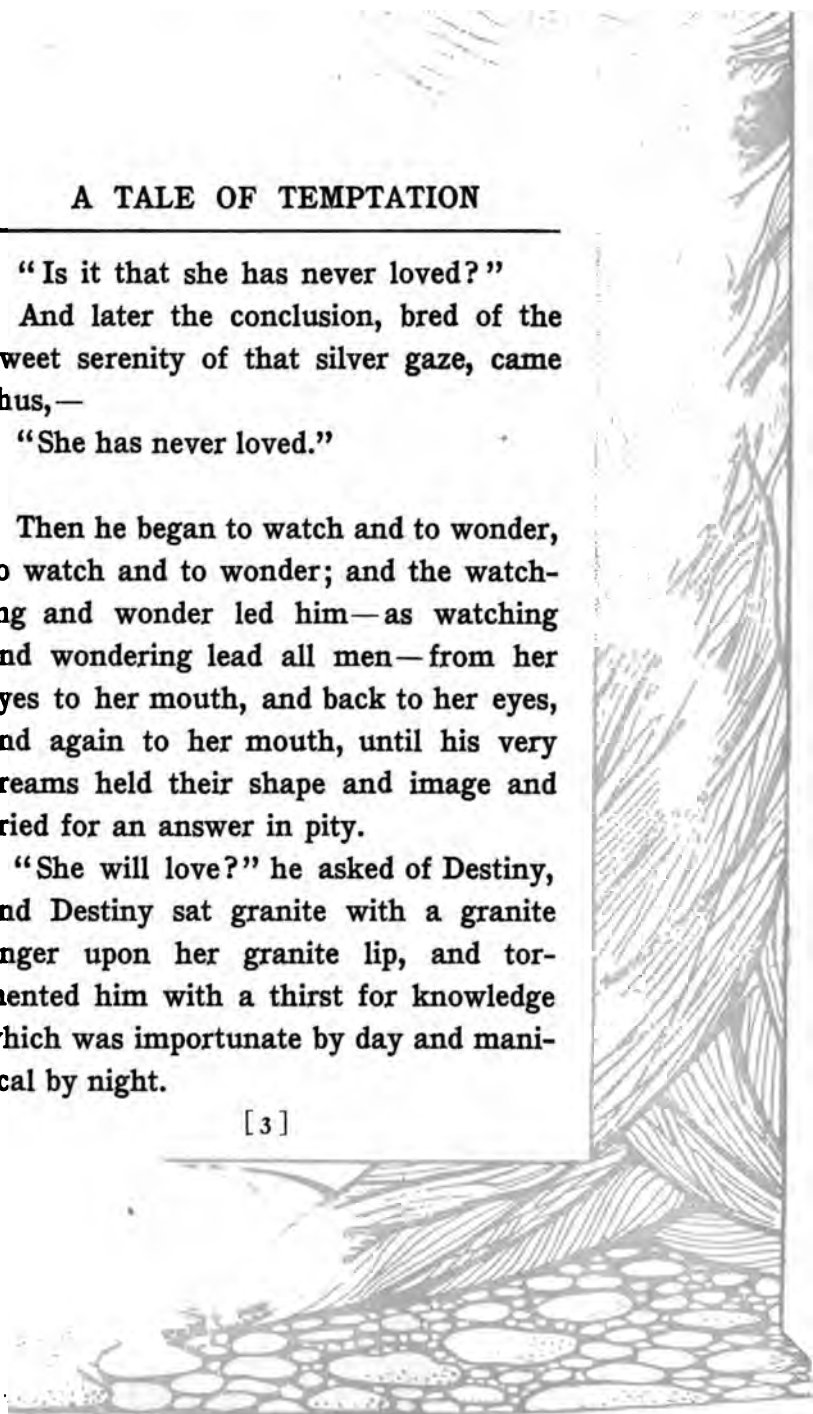 A TALE OF TEMPTATION
“Is it that she has never loved?”
And later the conclusion, bred of the
weet serenity of that silver gaze, came
hus,—
“She has never loved.”
Then he began to watch and to wonder,
o watch and to wonder; and the watch-
ng and wonder led him—as watching
nd wondering lead all men—from her
yes to her mouth, and back to her eyes,
nd again to her mouth, until his very
reams held their shape and image and
ried for an answer in pity.
“She will love?” he asked of Destiny,
nd Destiny sat granite with a granite
nger upon her granite lip, and tor-
ented him with a thirst for knowledge
hich was importunate by day and mani-
cal by night.
[3]